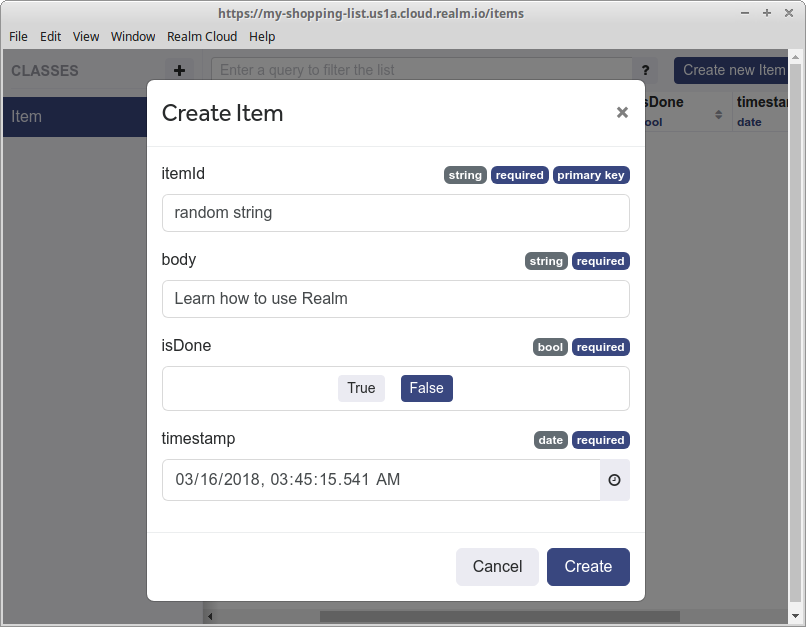 https://my-shopping-list.us1a.cloud.realm.io/items
File Edit View Window Realm Cloud Help
CLASSES
Enter a query to filter the list ? Create new Item
Item
sDone timestar
ool date
Create Item
itemId string required primary key
random string
body string required
Learn how to use Realm
isDone bool required
True False
timestamp date required
03/16/2018, 03:45:15.541 AM
Cancel Create